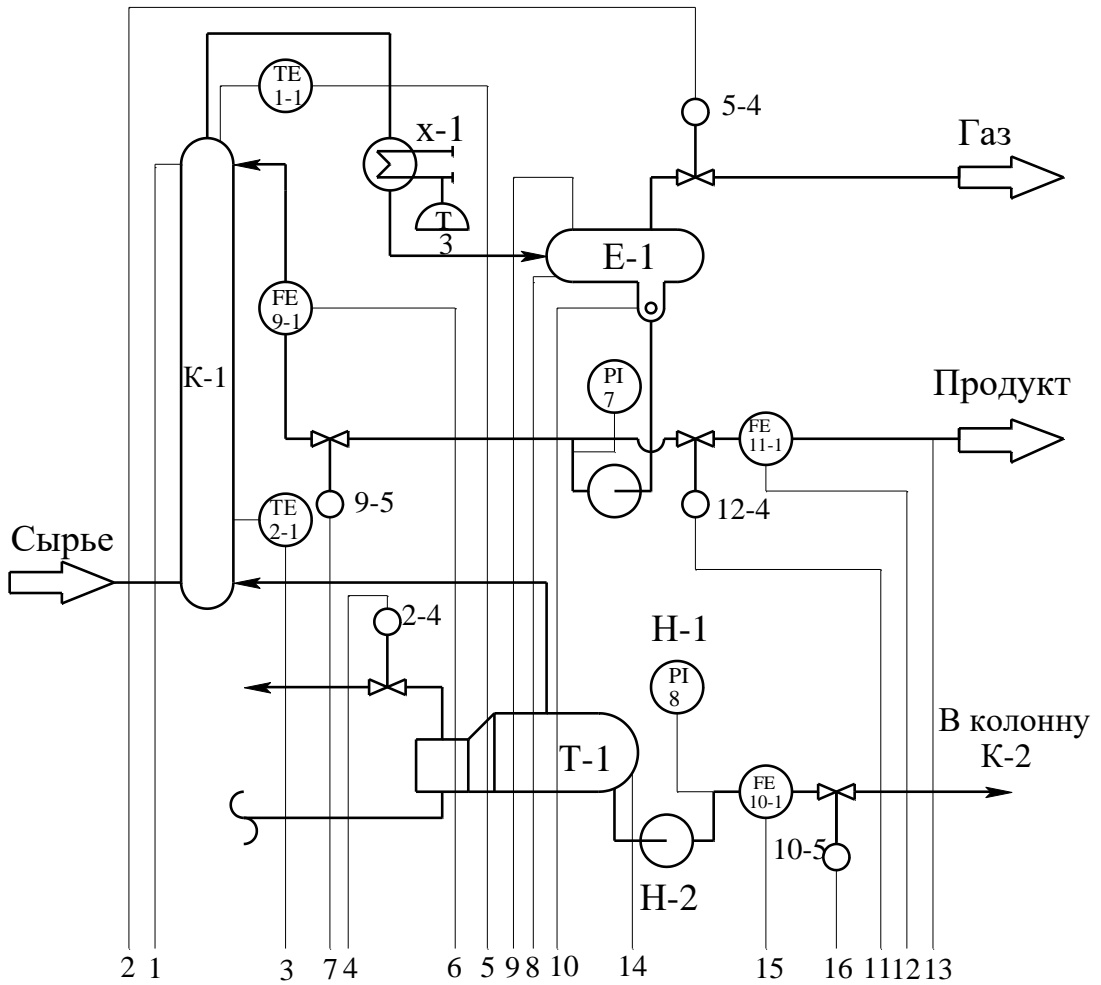 TE
1-1
х-1
5-4
Газ
Т
3
Е-1
FE
9-1
К-1
PI
7
Продукт
FE
11-1
TE
2-1
9-5
12-4
Сырье
2-4
Н-1
PI
8
В колонну
К-2
Т-1
FE
10-1
10-5
Н-2
2 1 3 7 4 6 5 9 8 10 14 15 16 11 12 13